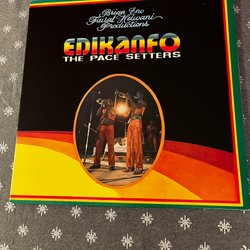 Brian Eno
Faisal Helwani
Productions
EDIKANFO
THE PACE SETTERS